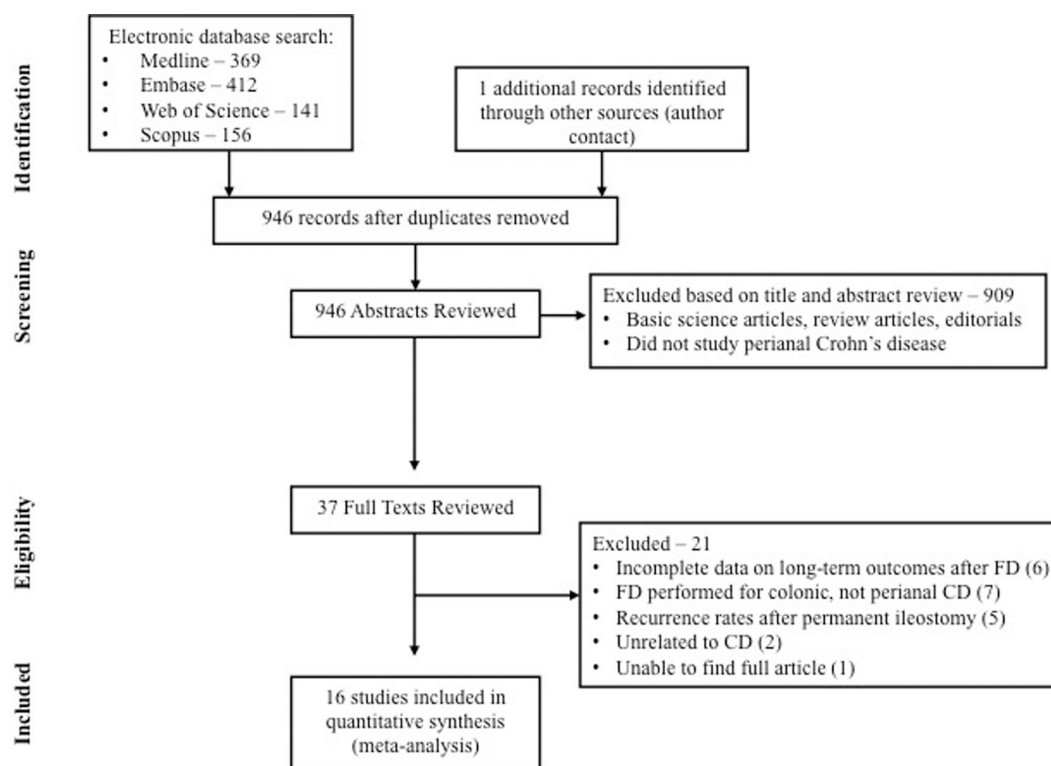 Identification
Electronic database search:
• Medline – 369
• Embase – 412
• Web of Science – 141
• Scopus – 156
1 additional records identified
through other sources (author
contact)
946 records after duplicates removed
Screening
946 Abstracts Reviewed
Excluded based on title and abstract review – 909
• Basic science articles, review articles, editorials
• Did not study perianal Crohn's disease
Eligibility
37 Full Texts Reviewed
Excluded – 21
• Incomplete data on long-term outcomes after FD (6)
• FD performed for colonic, not perianal CD (7)
• Recurrence rates after permanent ileostomy (5)
• Unrelated to CD (2)
• Unable to find full article (1)
Included
16 studies included in
quantitative synthesis
(meta-analysis)